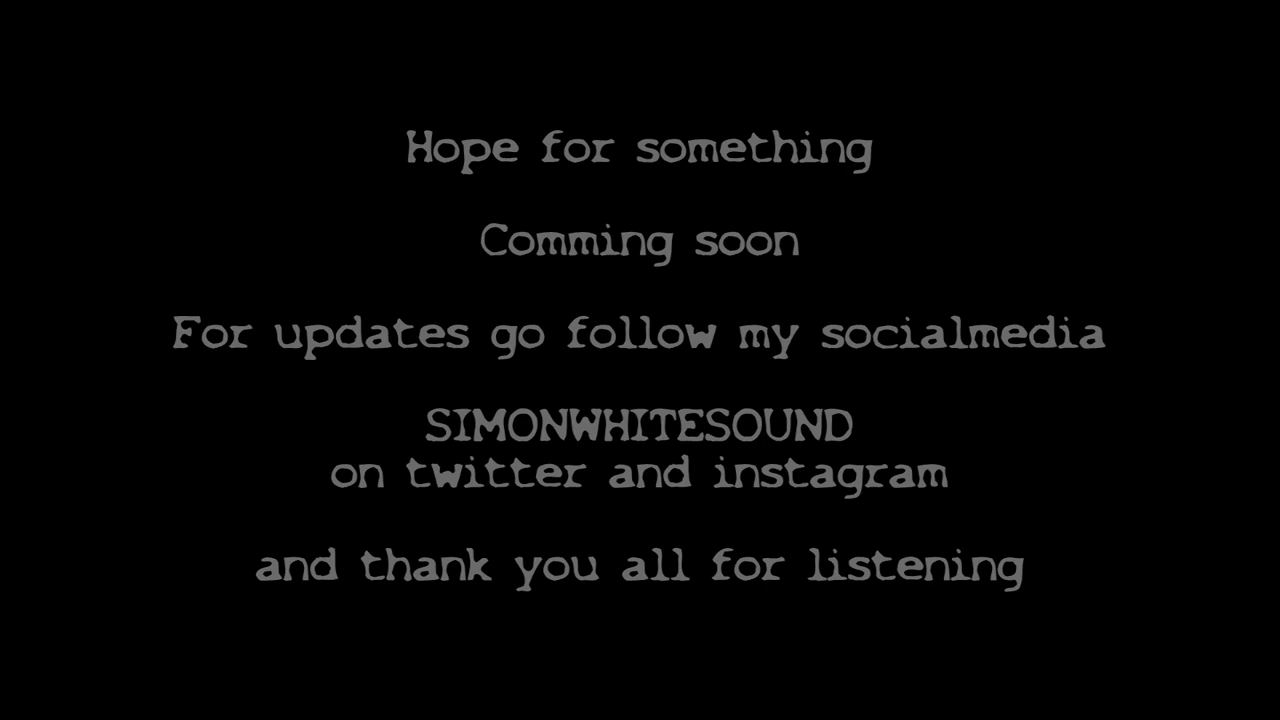 Hope for something
Comming soon
For updates go follow my socialmedia
SIMONWHITESOUND
on twitter and instagram
and thank you all for listening